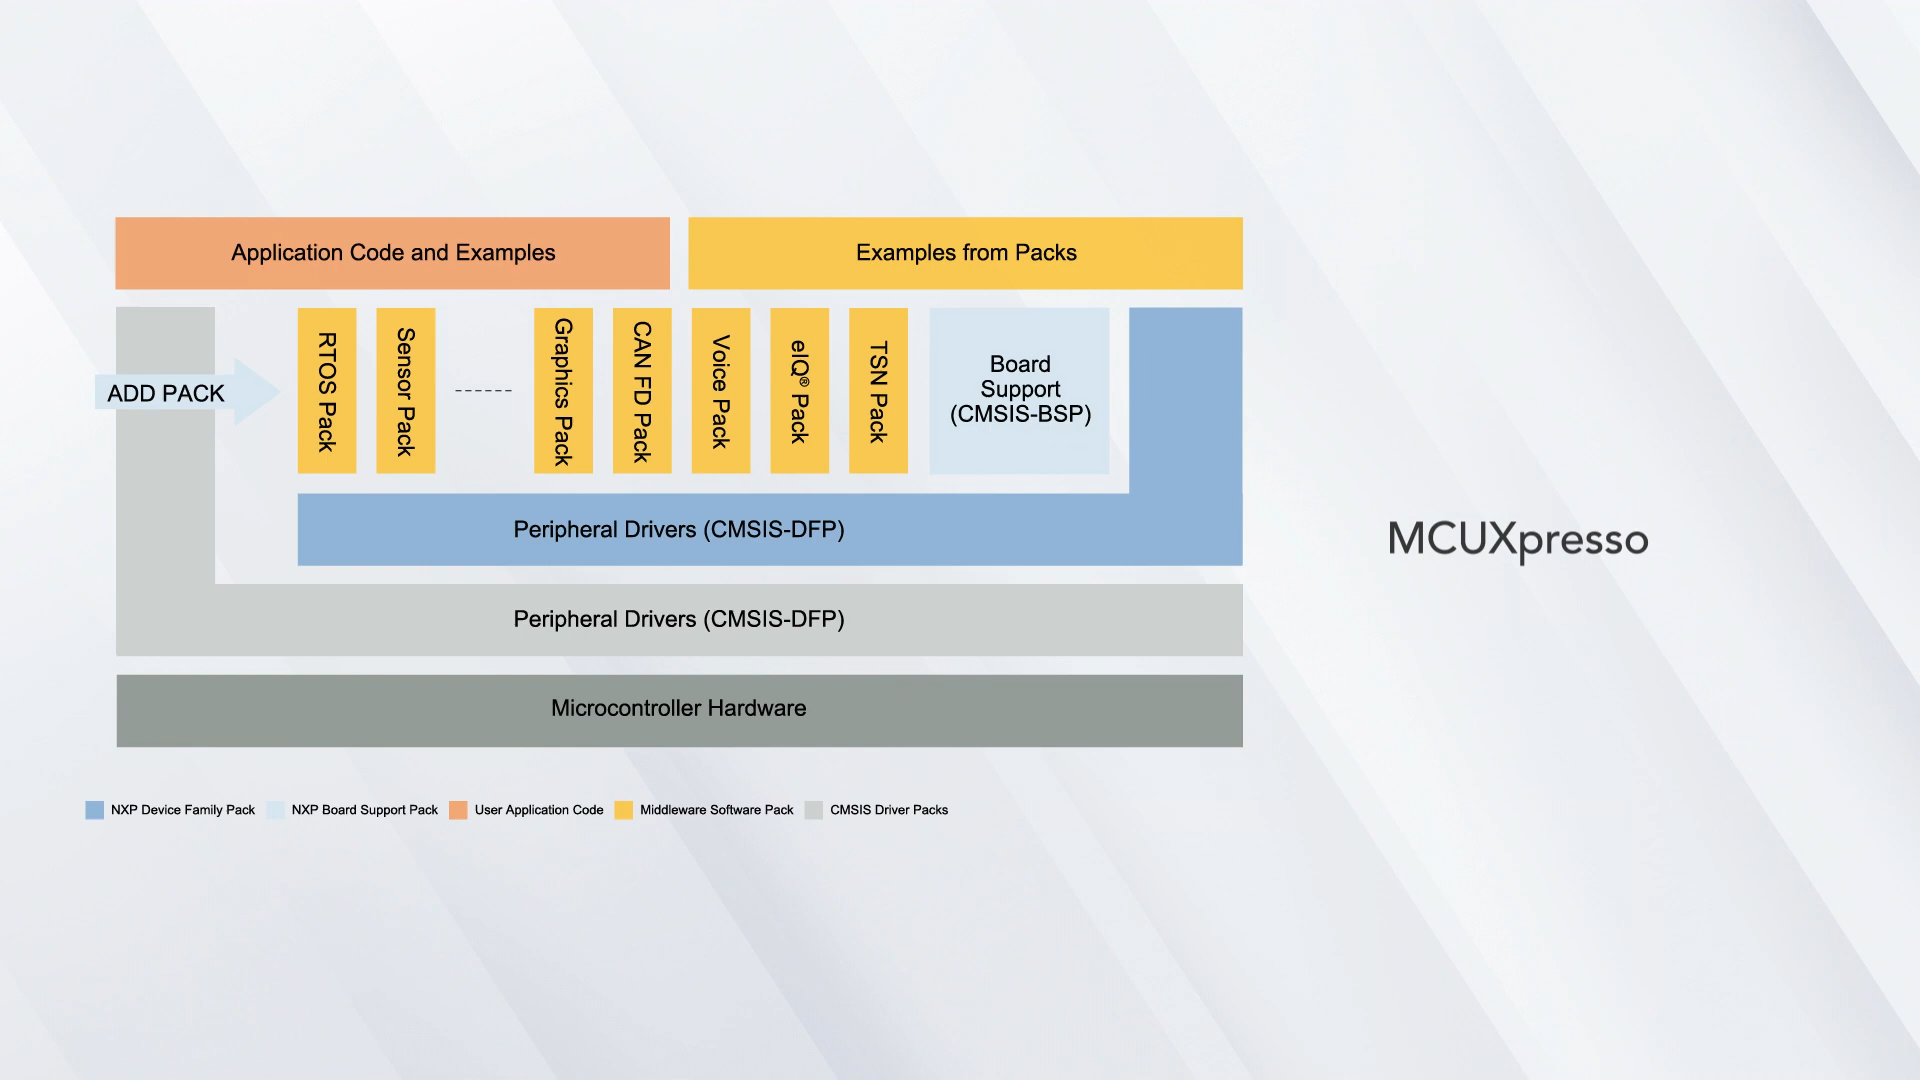 Application Code and Examples
Examples from Packs
ADD PACK
RTOS Pack
Sensor Pack
Graphics Pack
CAN FD Pack
Voice Pack
eIQ® Pack
TSN Pack
Board
Support
(CMSIS-BSP)
Peripheral Drivers (CMSIS-DFP)
MCUXpresso
Peripheral Drivers (CMSIS-DFP)
Microcontroller Hardware
NXP Device Family Pack
NXP Board Support Pack
User Application Code
Middleware Software Pack
CMSIS Driver Packs